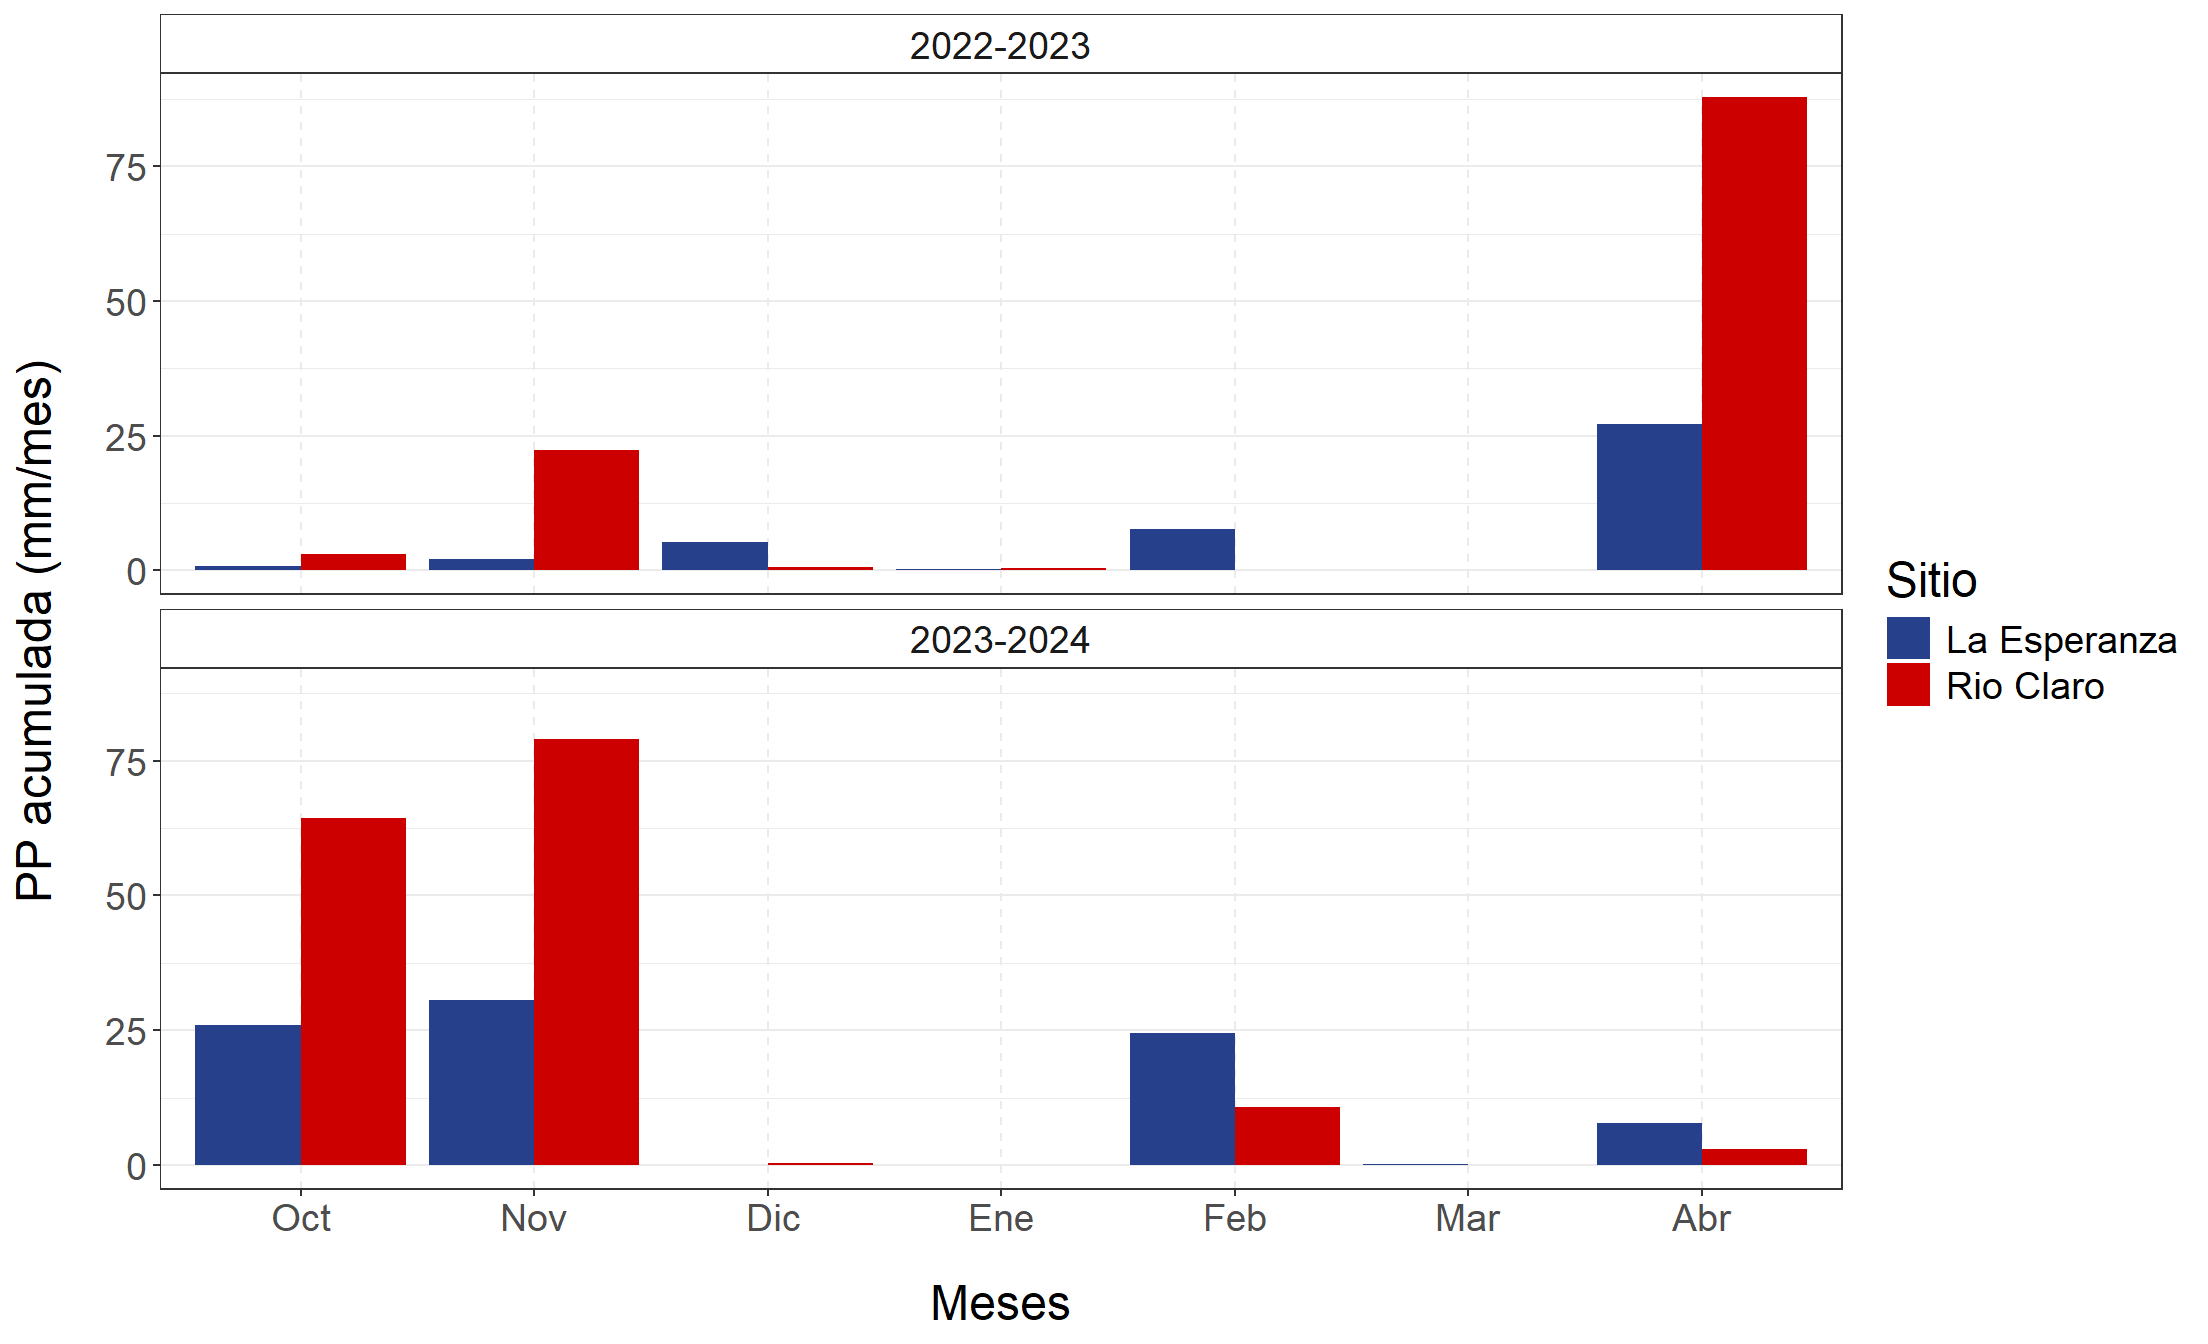 2022-2023
75
50
25
0
2023-2024
75
50
25
0
Oct Nov Dic Ene Feb Mar Abr
Meses
PP acumulada (mm/mes)
Sitio
La Esperanza
Rio Claro